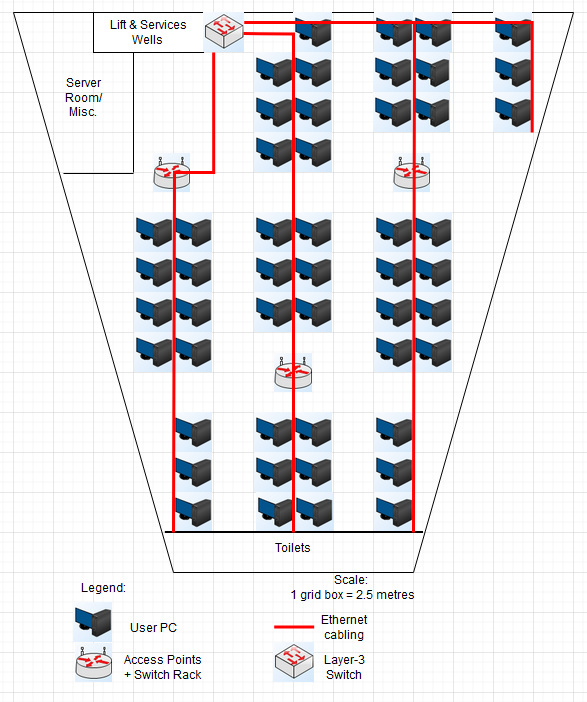 Lift & Services
Wells
Server
Room/
Misc.
Toilets
Scale:
1 grid box = 2.5 metres
Legend:
User PC
Ethernet
cabling
Access Points
+ Switch Rack
Layer-3
Switch